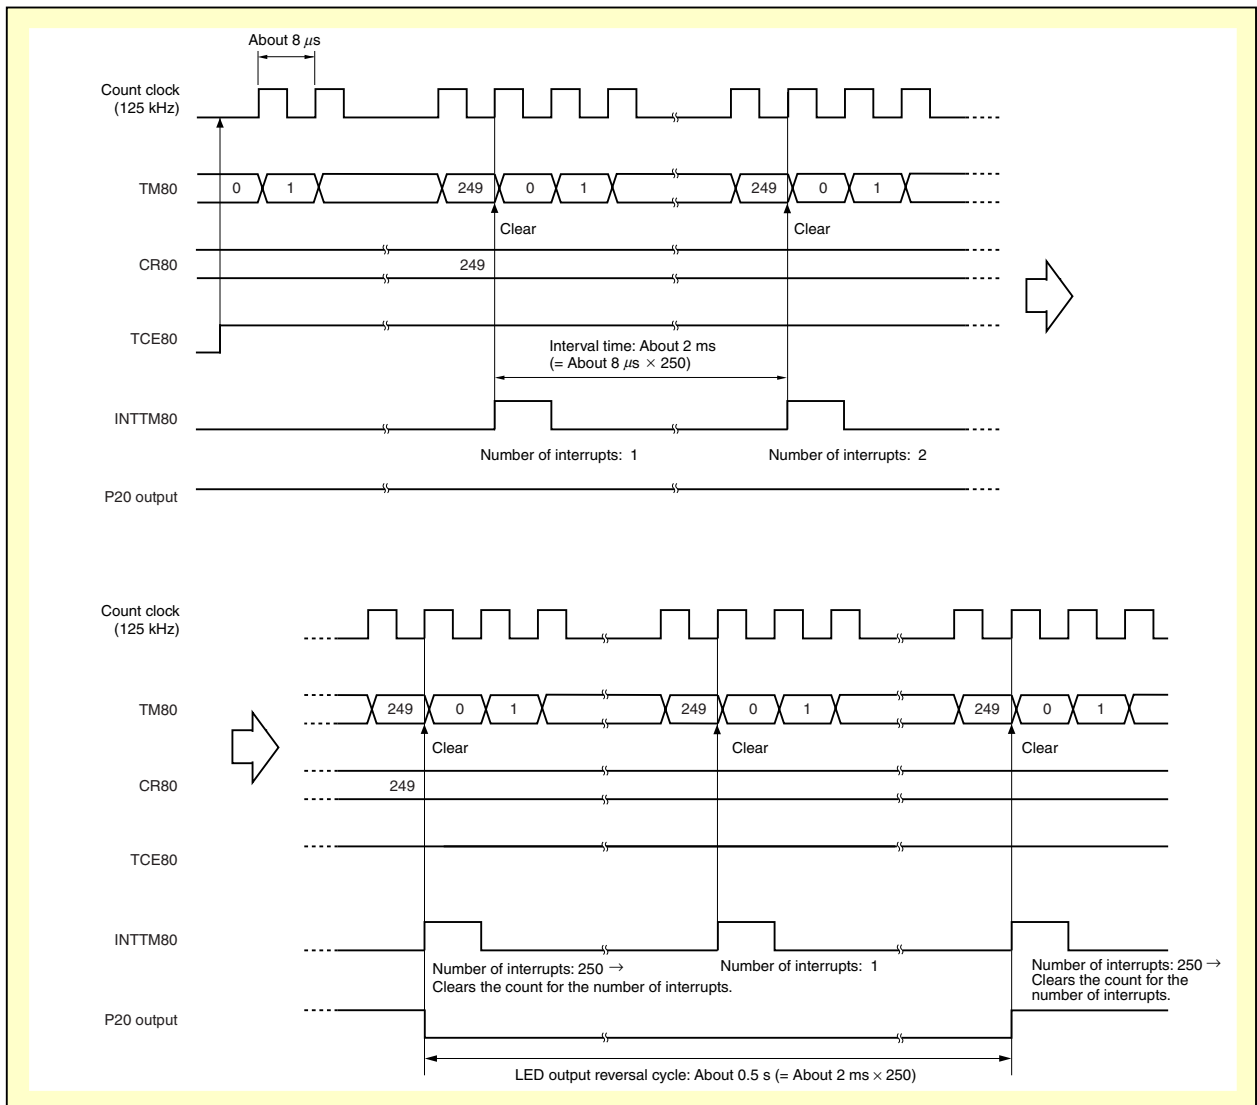 About 8 μs
Count clock
(125 kHz)
TM80
0 1 249 0 1 249 0 1
Clear Clear
CR80
249
TCE80
Interval time: About 2 ms
(= About 8 μs × 250)
INTTM80
Number of interrupts: 1 Number of interrupts: 2
P20 output
Count clock
(125 kHz)
TM80
249 0 1 249 0 1 249 0 1
Clear Clear Clear
CR80
249
TCE80
INTTM80
Number of interrupts: 250 →
Clears the count for the number of interrupts.
Number of interrupts: 1
Number of interrupts: 250 →
Clears the count for the
number of interrupts.
P20 output
LED output reversal cycle: About 0.5 s (= About 2 ms × 250)